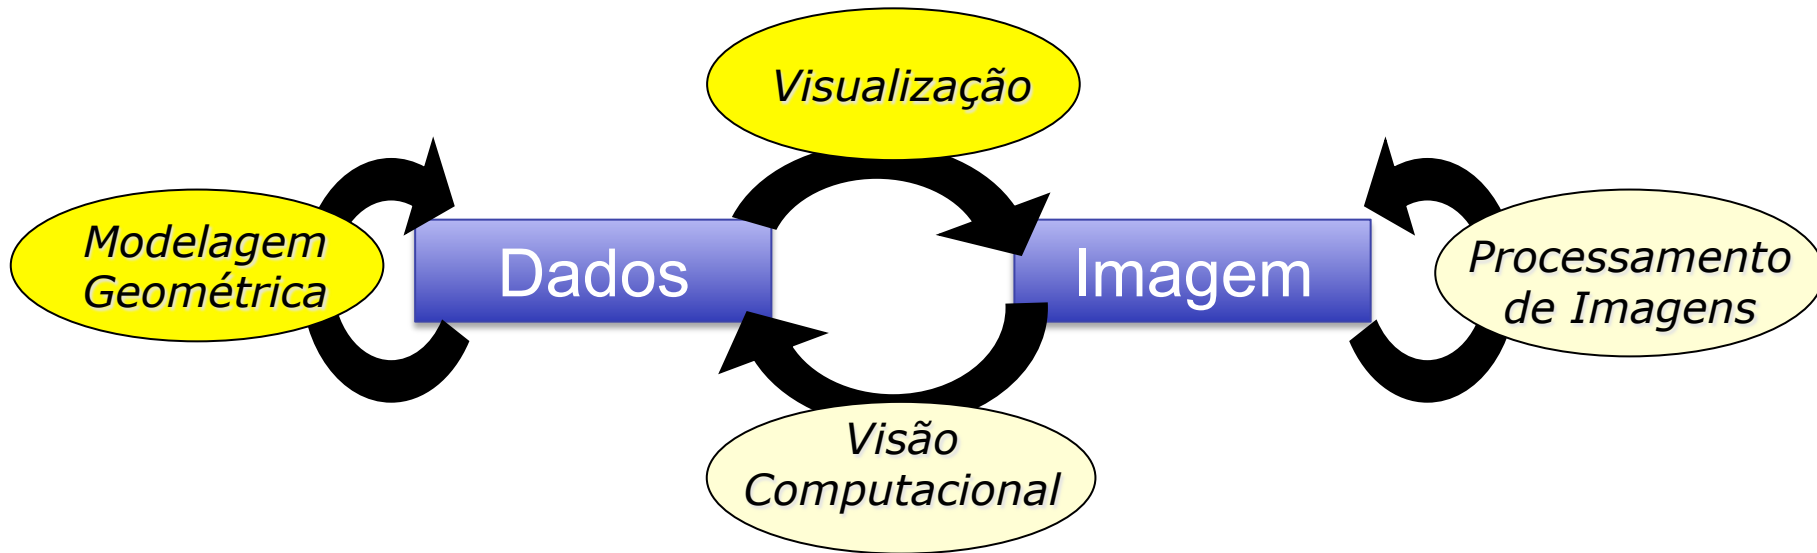 Visualização
Modelagem
Geométrica
Dados
Imagem
Processamento
de Imagens
Visão
Computacional